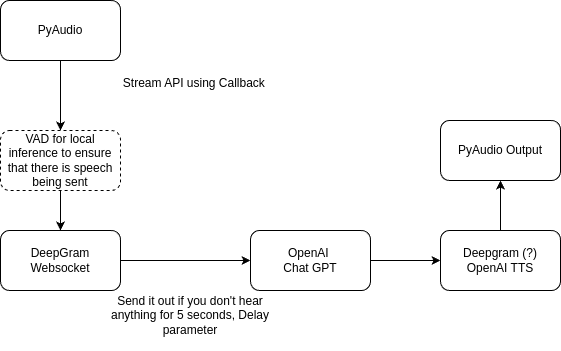 PyAudio
Stream API using Callback
VAD for local
inference to ensure
that there is speech
being sent
PyAudio Output
DeepGram
Websocket
OpenAI
Chat GPT
Deepgram (?)
OpenAI TTS
Send it out if you don't hear
anything for 5 seconds, Delay
parameter